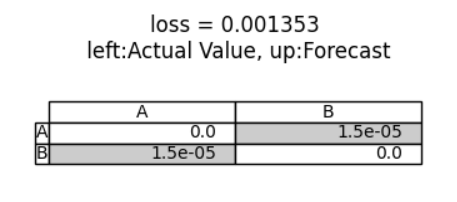 loss = 0.001353
left:Actual Value, up:Forecast
A B
A 0.0 1.5e-05
B 1.5e-05 0.0